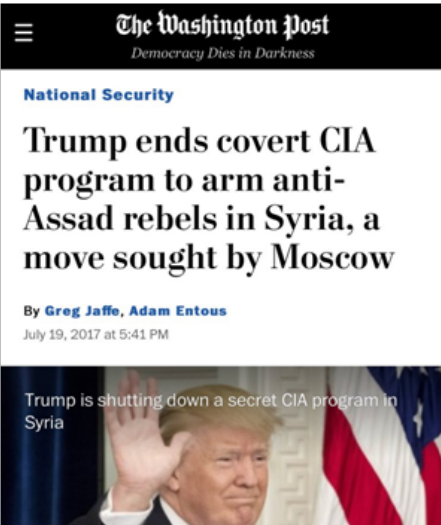 The Washington Post
Democracy Dies in Darkness
National Security
Trump ends covert CIA
program to arm anti-
Assad rebels in Syria, a
move sought by Moscow
By Greg Jaffe, Adam Entous
July 19, 2017 at 5:41 PM
Trump is shutting down a secret CIA program in
Syria